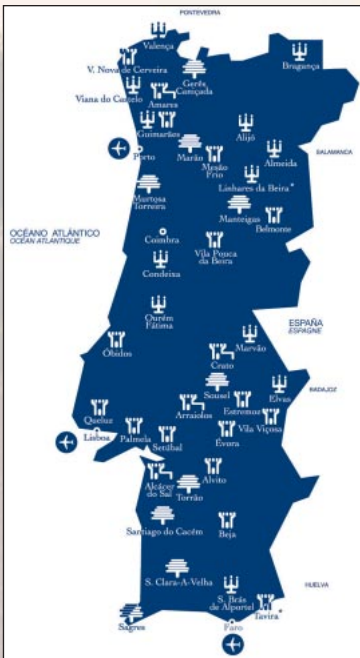 PONTEVEDRA
Valença
Bragança
V. Nova de Cerveira
Gerês
Caniçada
Viana do Castelo
Amares
Guimarães
Alijó
Porto
Marão
Mesão
Frio
Almeida
SALAMANCA
Linhares da Beira*
Murtosa
Torreira
Manteigas
Belmonte
OCÉANO ATLÁNTICO
OCÉAN ATLANTIQUE
Coimbra
Vila Pouca
da Beira
Condeixa
Ourém
Fátima
ESPAÑA
ESPAGNE
Marvão
Óbidos
Crato
Sousel
Elvas
BADAJOZ
Queluz
Arraiolos
Estremoz
Lisboa
Palmela
Setúbal
Évora
Vila Viçosa
Alcácer
do Sal
Torrão
Alvito
Santiago do Cacém
Beja
S. Clara-A-Velha
HUELVA
S. Brás
de Alportel
Tavira*
Sagres
Faro